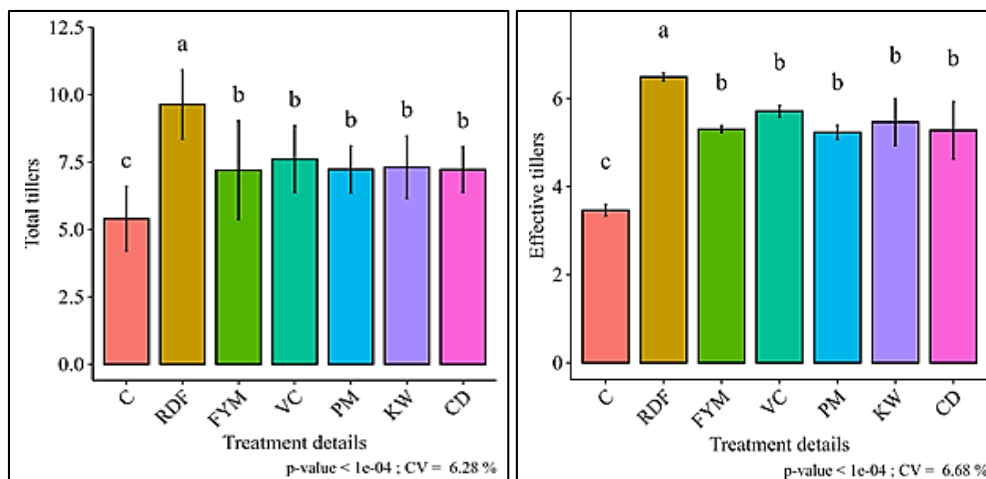 12.5
10.0
7.5
5.0
2.5
0.0
Total tillers
c
a
b
b
b
b
b
C
RDF
FYM
VC
PM
KW
CD
Treatment details
p-value < 1e-04 ; CV = 6.28 %
6
4
2
0
Effective tillers
c
a
b
b
b
b
b
C
RDF
FYM
VC
PM
KW
CD
Treatment details
p-value < 1e-04 ; CV = 6.68 %